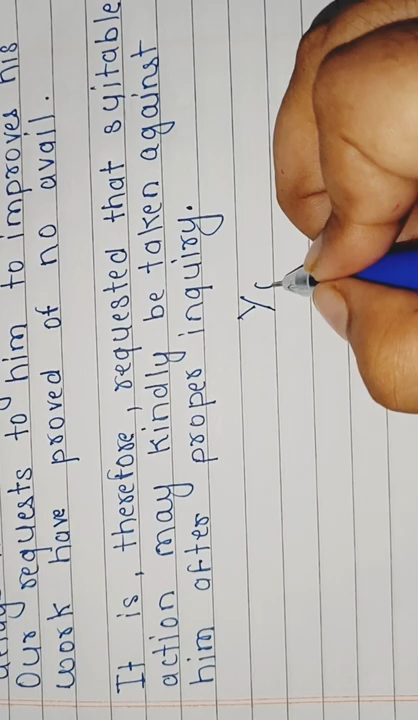 Our requests to him to improves his
work have proved of no avail.
It is, therefore, requested that suitable
action may kindly be taken against
him after proper inquiry.
Y